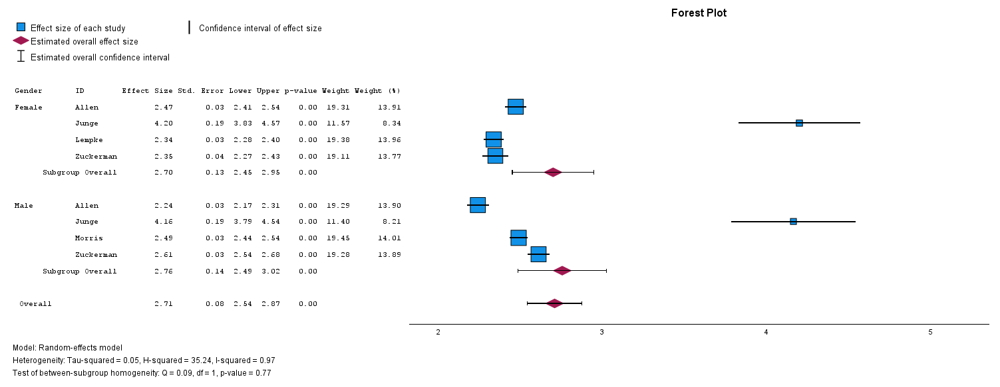 Forest Plot
Effect size of each study Confidence interval of effect size
Estimated overall effect size
Estimated overall confidence interval
Gender ID Effect Size Std. Error Lower Upper p-value Weight Weight (%)
Female Allen 2.47 0.03 2.41 2.54 0.00 19.31 13.91
Junge 4.20 0.19 3.83 4.57 0.00 11.57 8.34
Lempke 2.34 0.03 2.28 2.40 0.00 19.38 13.96
Zuckerman 2.35 0.04 2.27 2.43 0.00 19.11 13.77
Subgroup Overall 2.70 0.13 2.45 2.95 0.00
Male Allen 2.24 0.03 2.17 2.31 0.00 19.29 13.90
Junge 4.16 0.19 3.79 4.54 0.00 11.40 8.21
Morris 2.49 0.03 2.44 2.54 0.00 19.45 14.01
Zuckerman 2.61 0.03 2.54 2.68 0.00 19.28 13.89
Subgroup Overall 2.76 0.14 2.49 3.02 0.00
Overall 2.71 0.08 2.54 2.87 0.00
2 3 4 5
Model: Random-effects model
Heterogeneity: Tau-squared = 0.05, H-squared = 35.24, I-squared = 0.97
Test of between-subgroup homogeneity: Q = 0.09, df = 1, p-value = 0.77